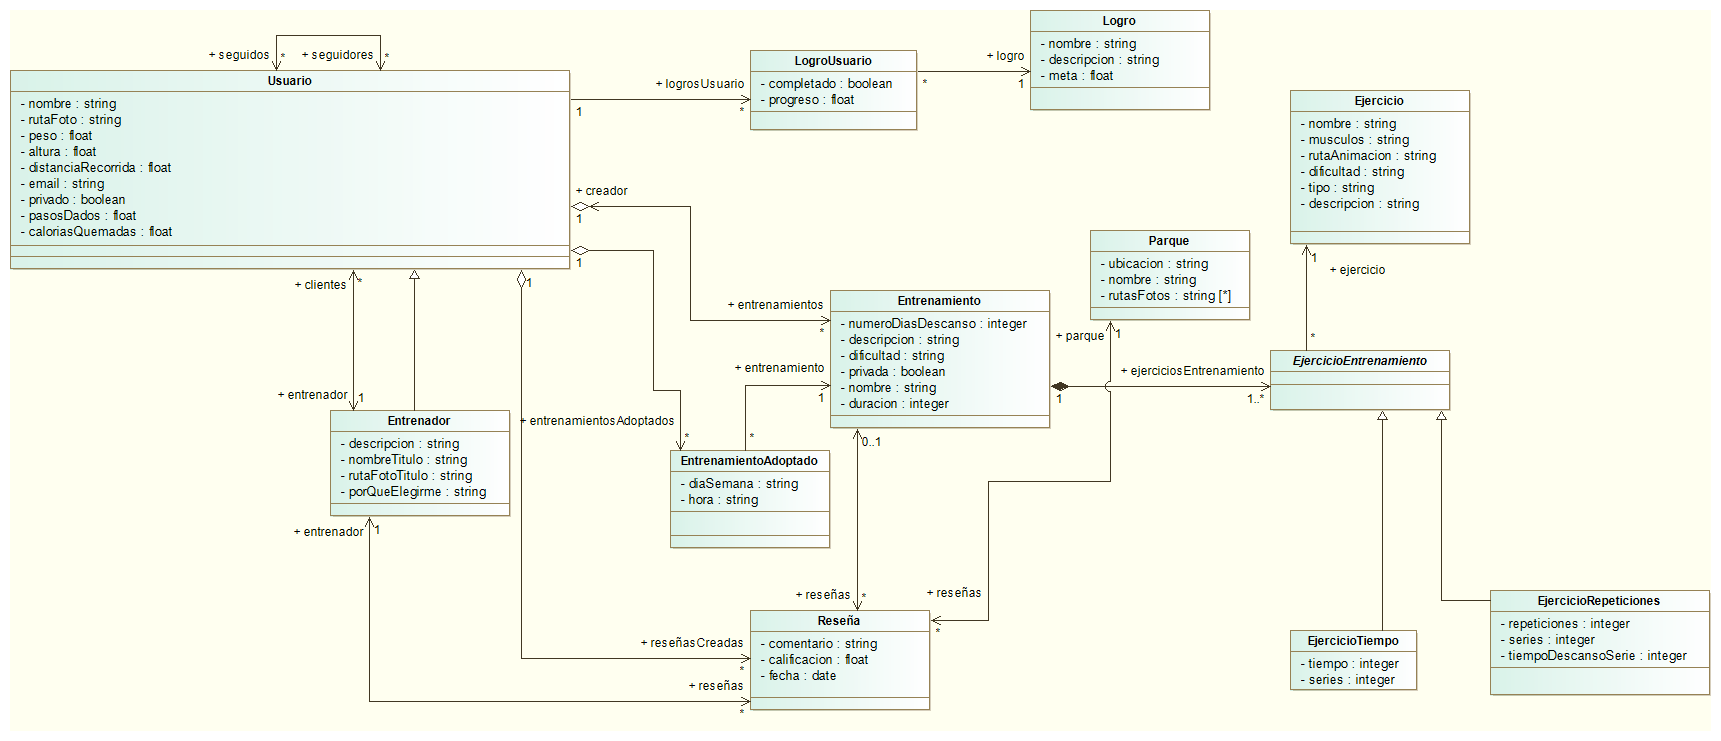 + seguidos
*
+ seguidores
*
Usuario
- nombre : string
- rutaFoto : string
- peso : float
- altura : float
- distanciaRecorrida : float
- email : string
- privado : boolean
- pasosDados : float
- caloriasQuemadas : float
+ logrosUsuario
1
*
LogroUsuario
- completado : boolean
- progreso : float
+ logro
*
1
Logro
- nombre : string
- descripcion : string
- meta : float
Ejercicio
- nombre : string
- musculos : string
- rutaAnimacion : string
- dificultad : string
- tipo : string
- descripcion : string
1
+ ejercicio
*
+ creador
1
1
+ entrenamientos
*
+ entrenamiento
1
*
Entrenamiento
- numeroDiasDescanso : integer
- descripcion : string
- dificultad : string
- privada : boolean
- nombre : string
- duracion : integer
Parque
- ubicacion : string
- nombre : string
- rutasFotos : string [*]
+ parque
1
+ ejerciciosEntrenamiento
1
1..*
EjercicioEntrenamiento
+ clientes
*
1
+ entrenador
1
Entrenador
- descripcion : string
- nombreTitulo : string
- rutaFotoTitulo : string
- porQueElegirme : string
+ entrenador
1
+ entrenamientosAdoptados
*
EntrenamientoAdoptado
- diaSemana : string
- hora : string
0..1
+ reseñas
*
+ reseñas
*
Reseña
- comentario : string
- calificacion : float
- fecha : date
+ reseñasCreadas
*
+ reseñas
*
EjercicioTiempo
- tiempo : integer
- series : integer
EjercicioRepeticiones
- repeticiones : integer
- series : integer
- tiempoDescansoSerie : integer